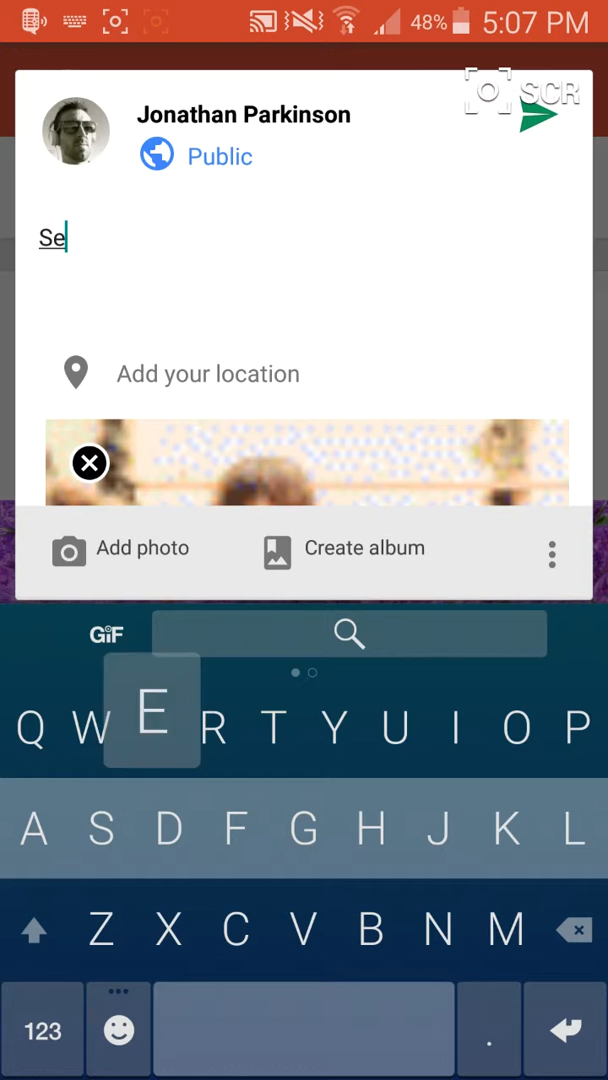 48% 5:07 PM
SCR
Jonathan Parkinson
Public
Se
Add your location
Add photo
Create album
GiF
E
Q W R T Y U I O P
A S D F G H J K L
Z X C V B N M
123 .